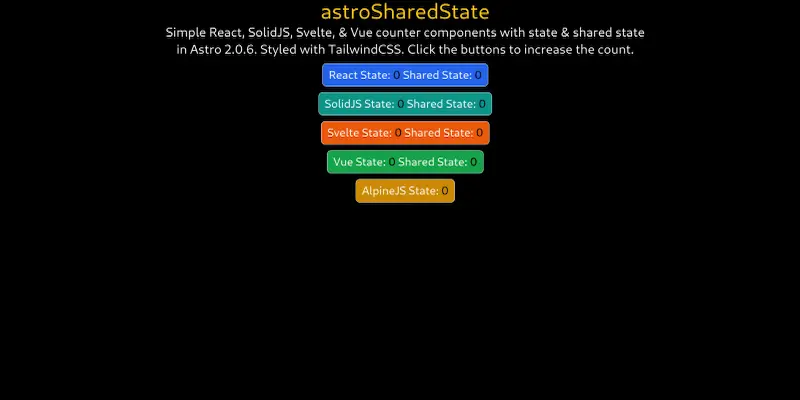 astroSharedState
Simple React, SolidJS, Svelte, & Vue counter components with state & shared state
in Astro 2.0.6. Styled with TailwindCSS. Click the buttons to increase the count.
React State: 0 Shared State: 0
SolidJS State: 0 Shared State: 0
Svelte State: 0 Shared State: 0
Vue State: 0 Shared State: 0
AlpineJS State: 0